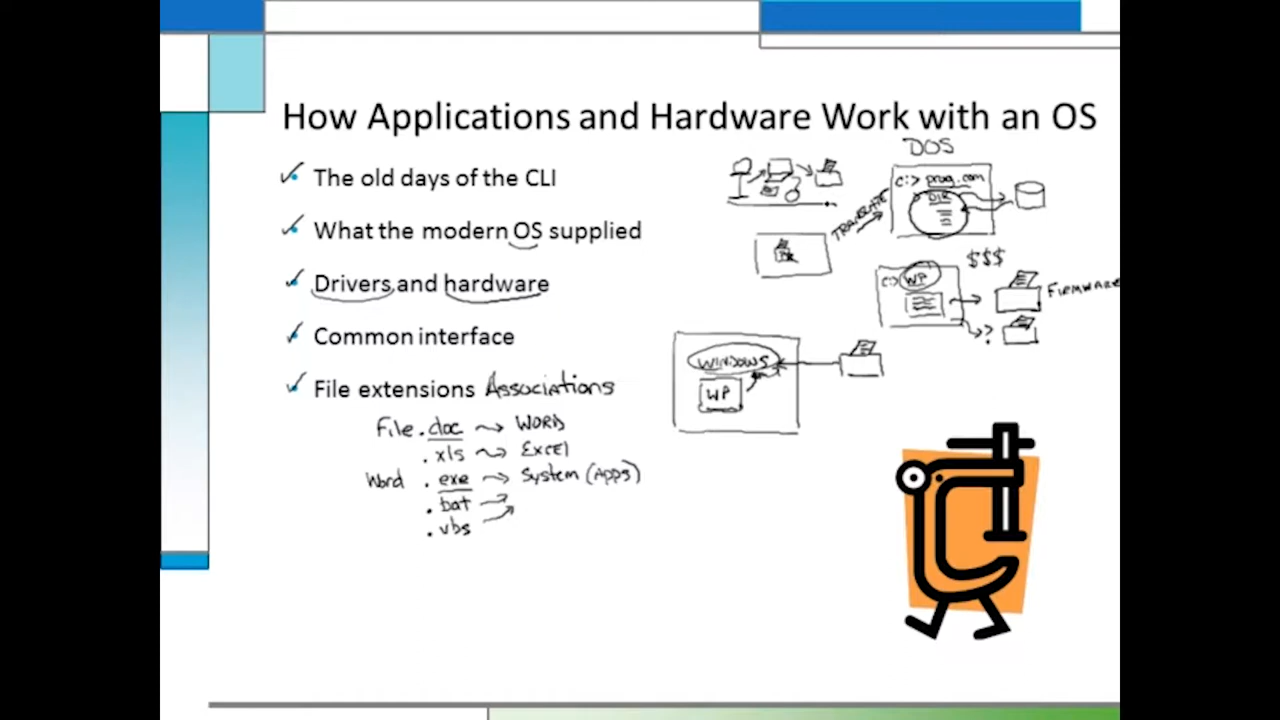 How Applications and Hardware Work with an OS
DOS
The old days of the CLI
C:> prog.com
> DIR
TRANSLATE
What the modern OS supplied
$$$
Drivers and hardware
C:> WP
FIRMWARE
?
Common interface
WINDOWS
WP
File extensions Associations
File .doc → WORD
.xls → EXCEL
Word .exe → System (Apps)
.bat →
.vbs →